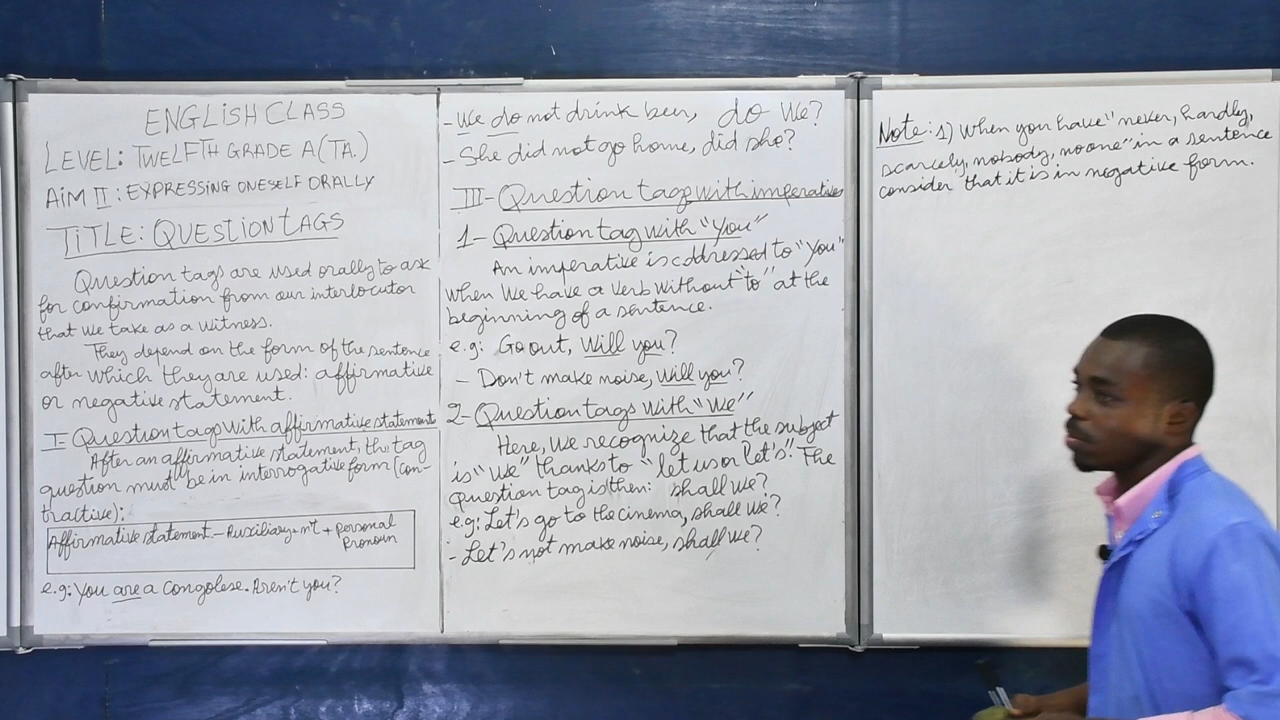 ENGLISH CLASS
LEVEL: TWELFTH GRADE A (TA.)
AIM II : EXPRESSING ONESELF ORALLY
TITLE: QUESTION TAGS
Question tags are used orally to ask
for confirmation from our interlocutor
that we take as a witness.
They depend on the form of the sentence
after which they are used: affirmative
or negative statement.
I- Question tags with affirmative statement
After an affirmative statement, the tag
question must be in interrogative form (con-
tractive):
Affirmative statement - Auxiliary + n't + personal
pronoun
e.g: You are a Congolese. Aren't you?
- We do not drink beer, do we?
- She did not go home, did she?
III- Question tags with imperatives
1- Question tag with "you"
An imperative is addressed to "you"
when we have a verb without "to" at the
beginning of a sentence.
e.g: Go out, will you?
- Don't make noise, will you?
2- Question tags with "we"
Here, we recognize that the subject
is "we" thanks to "let us or let's". The
question tag is then: shall we?
e.g: Let's go to the cinema, shall we?
- Let's not make noise, shall we?
Note: 1) When you have "never, hardly,
scarcely, nobody, no one" in a sentence
consider that it is in negative form.